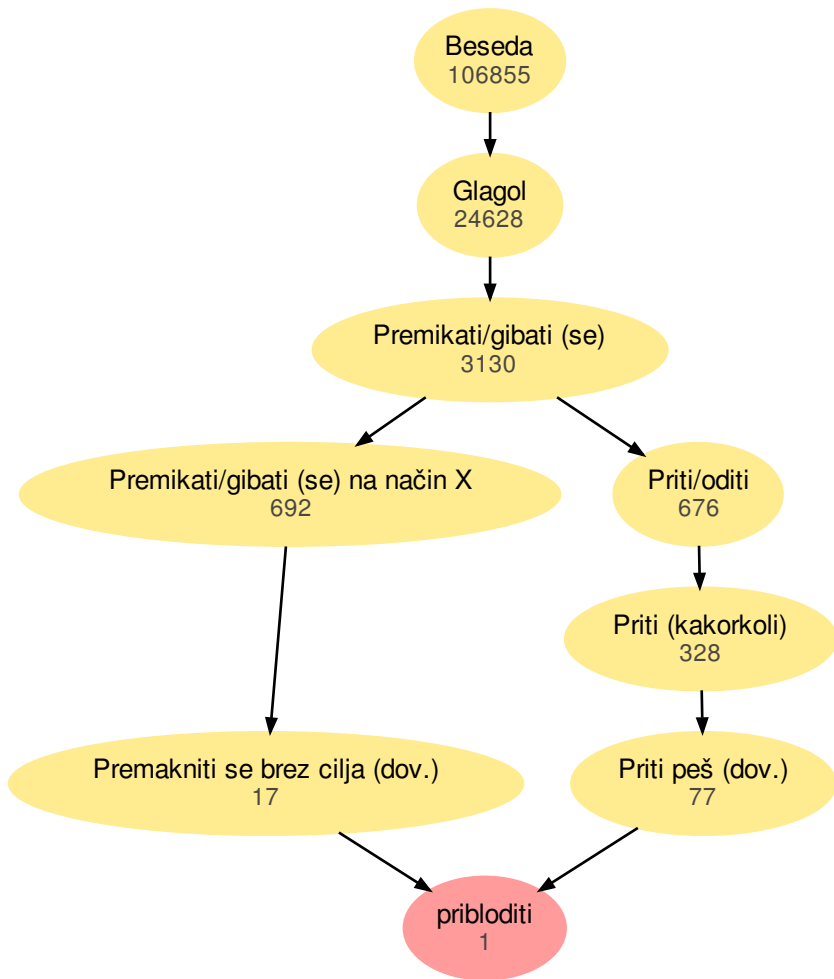 Beseda
106855
Glagol
24628
Premikati/gibati (se)
3130
Premikati/gibati (se) na način X
692
Priti/oditi
676
Priti (kakorkoli)
328
Premakniti se brez cilja (dov.)
17
Priti peš (dov.)
77
pribloditi
1